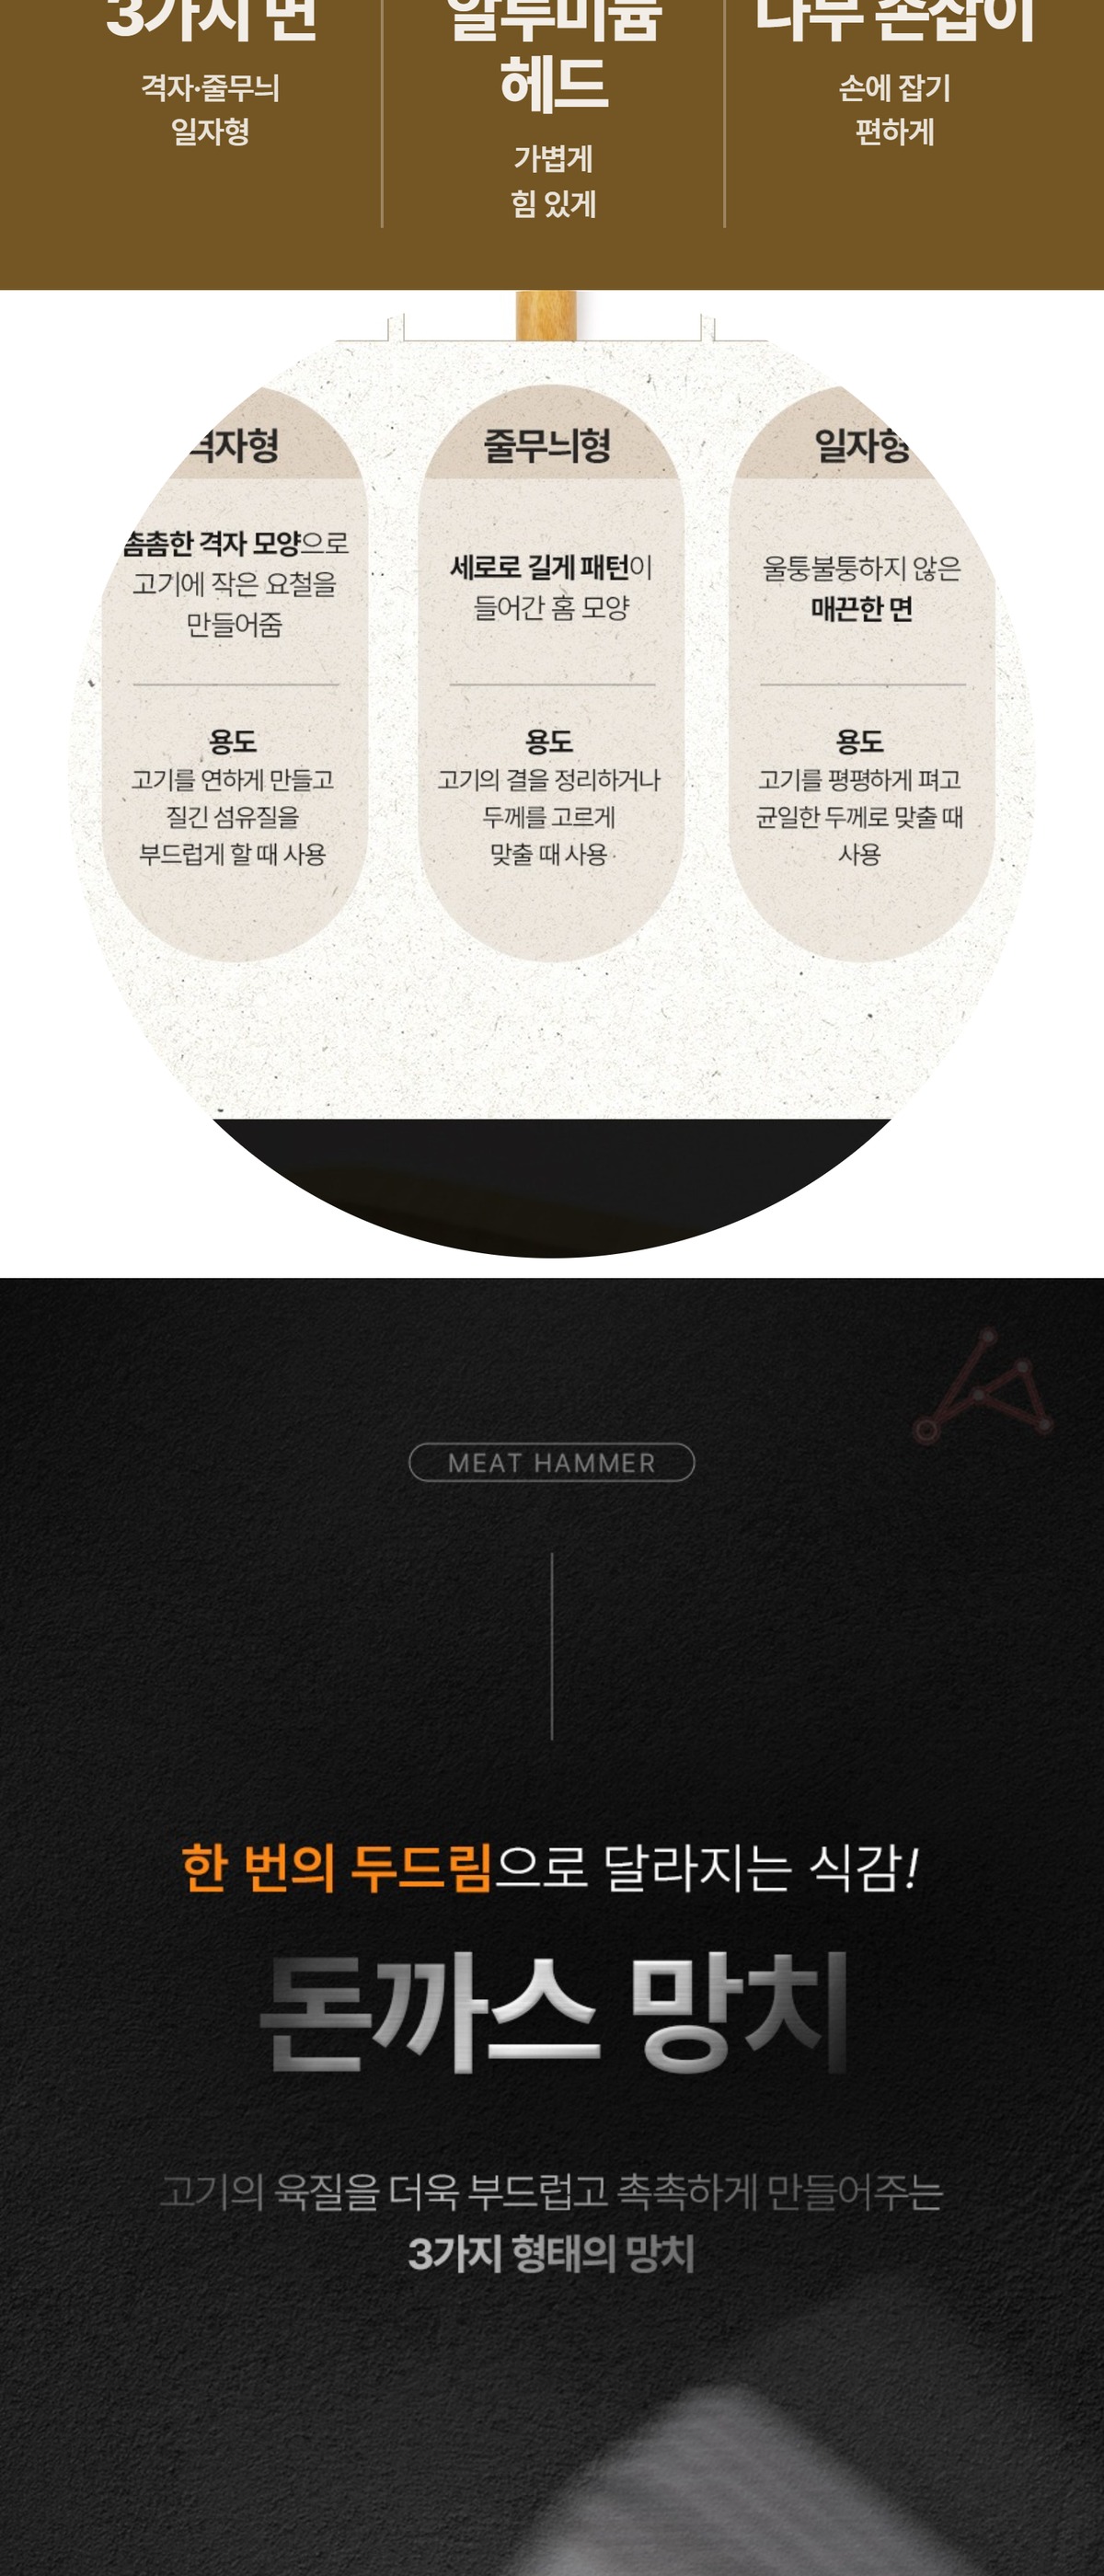 3가지 면
격자·줄무늬
일자형
알루미늄
헤드
가볍게
힘 있게
나무 손잡이
손에 잡기
편하게
격자형
촘촘한 격자 모양으로
고기에 작은 요철을
만들어줌
용도
고기를 연하게 만들고
질긴 섬유질을
부드럽게 할 때 사용
줄무늬형
세로로 길게 패턴이
들어간 홈 모양
용도
고기의 결을 정리하거나
두께를 고르게
맞출 때 사용
일자형
울퉁불퉁하지 않은
매끈한 면
용도
고기를 평평하게 펴고
균일한 두께로 맞출 때
사용
MEAT HAMMER
한 번의 두드림으로 달라지는 식감!
돈까스 망치
고기의 육질을 더욱 부드럽고 촉촉하게 만들어주는
3가지 형태의 망치